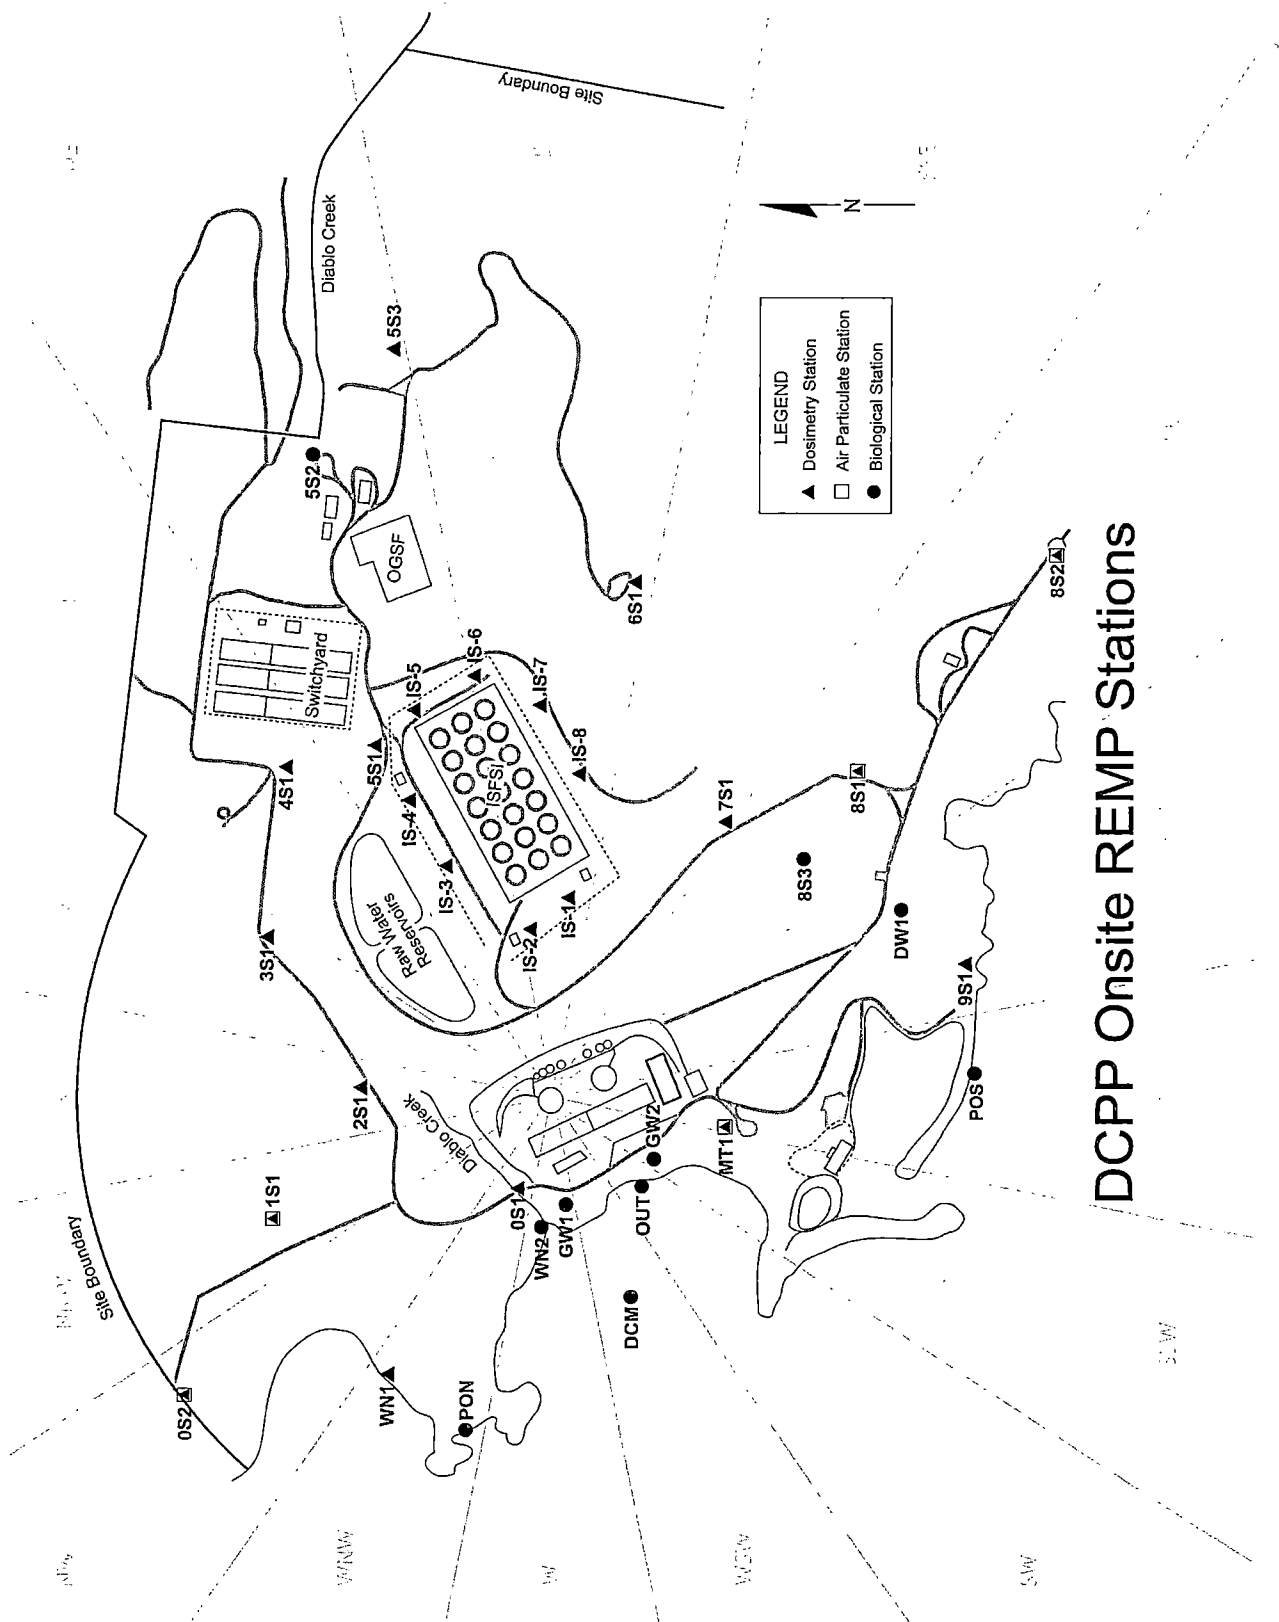 Site Boundary
Diablo Creek
5S3
5S2
OGSF
Switchyard
6S1
IS-6
IS-5
IS-7
IS-8
ISFSI
5S1
IS-4
IS-3
IS-2
IS-1
4S1
3S1
Raw Water
Reservoirs
2S1
Diablo Creek
1S1
Site Boundary
0S2
WN1
PON
0S1
WN2
GW1
GW2
OUT
DCM
MT1
7S1
8S1
8S2
8S3
DW1
9S1
POS
N
LEGEND
Dosimetry Station
Air Particulate Station
Biological Station
WNW
W
WSW
SW
DCPP Onsite REMP Stations